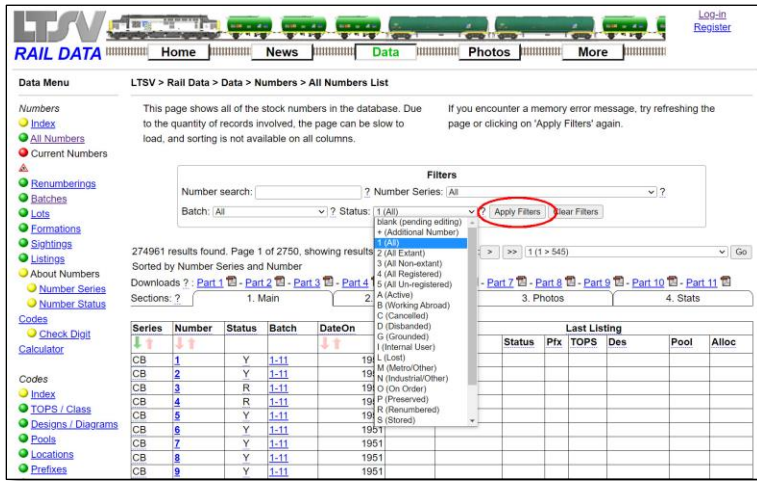 LTSV
RAIL DATA
Home
News
Data
Photos
More
Log-in
Register
Data Menu
Numbers
Index
All Numbers
Current Numbers
Renumberings
Batches
Lots
Formations
Sightings
Listings
About Numbers
Number Series
Number Status
Codes
Check Digit
Calculator
Codes
Index
TOPS / Class
Designs / Diagrams
Pools
Locations
Prefixes
LTSV > Rail Data > Data > Numbers > All Numbers List
This page shows all of the stock numbers in the database. Due
to the quantity of records involved, the page can be slow to
load, and sorting is not available on all columns.
If you encounter a memory error message, try refreshing the
page or clicking on 'Apply Filters' again.
Filters
Number search: ? Number Series: All ?
Batch: All ? Status: 1 (All) ? Apply Filters Clear Filters
blank (pending editing)
+ (Additional Number)
1 (All)
2 (All Extant)
3 (All Non-extant)
4 (All Registered)
5 (All Un-registered)
A (Active)
B (Working Abroad)
C (Cancelled)
D (Disbanded)
G (Grounded)
I (Internal User)
L (Lost)
M (Metro/Other)
N (Industrial/Other)
O (On Order)
P (Preserved)
R (Renumbered)
S (Stored)
274961 results found. Page 1 of 2750, showing results : > >> 1 (1 > 545) Go
Sorted by Number Series and Number
Downloads ? : Part 1 - Part 2 - Part 3 - Part 4 - Part 7 - Part 8 - Part 9 - Part 10 - Part 11
Sections: ? 1. Main 2. 3. Photos 4. Stats
Series Number Status Batch DateOn Last Listing
Status Pfx TOPS Des Pool Alloc
CB 1 Y 1-11 195
CB 2 Y 1-11 195
CB 3 R 1-11 195
CB 4 R 1-11 195
CB 5 Y 1-11 195
CB 6 Y 1-11 1951
CB 7 Y 1-11 1951
CB 8 Y 1-11 1951
CB 9 Y 1-11 1951